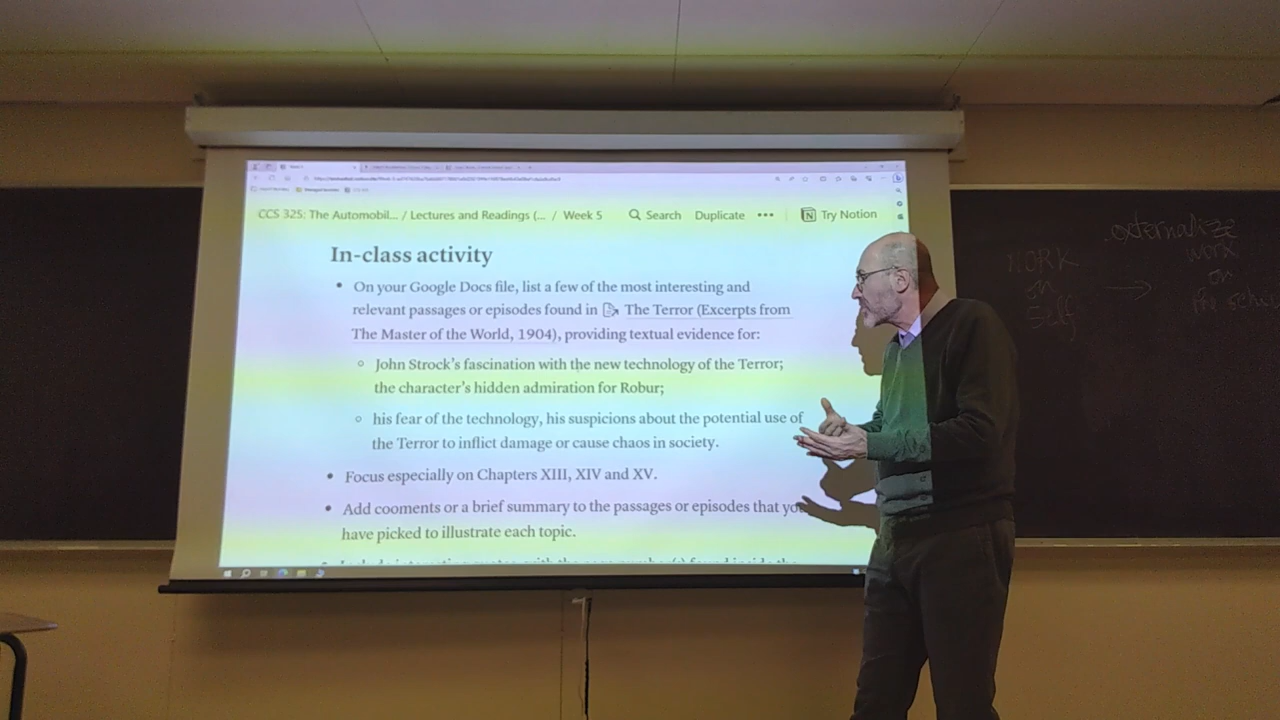 CCS 325: The Automobil... / Lectures and Readings (... / Week 5 Search Duplicate ••• Try Notion
In-class activity
• On your Google Docs file, list a few of the most interesting and
relevant passages or episodes found in The Terror (Excerpts from
The Master of the World, 1904), providing textual evidence for:
◦ John Strock's fascination with the new technology of the Terror;
the character's hidden admiration for Robur;
◦ his fear of the technology, his suspicions about the potential use of
the Terror to inflict damage or cause chaos in society.
• Focus especially on Chapters XIII, XIV and XV.
• Add cooments or a brief summary to the passages or episodes that you
have picked to illustrate each topic.
WORK
on
Self
→
externalize
work
on
the